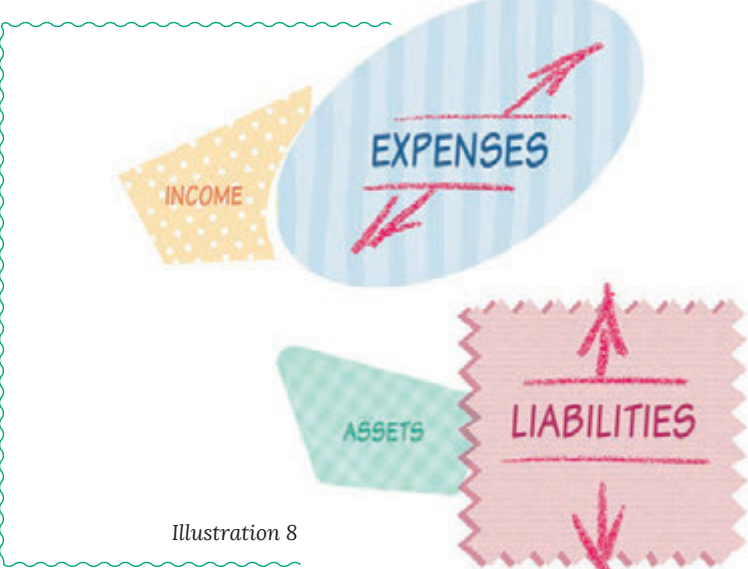 EXPENSES
INCOME
ASSETS
LIABILITIES
Illustration 8